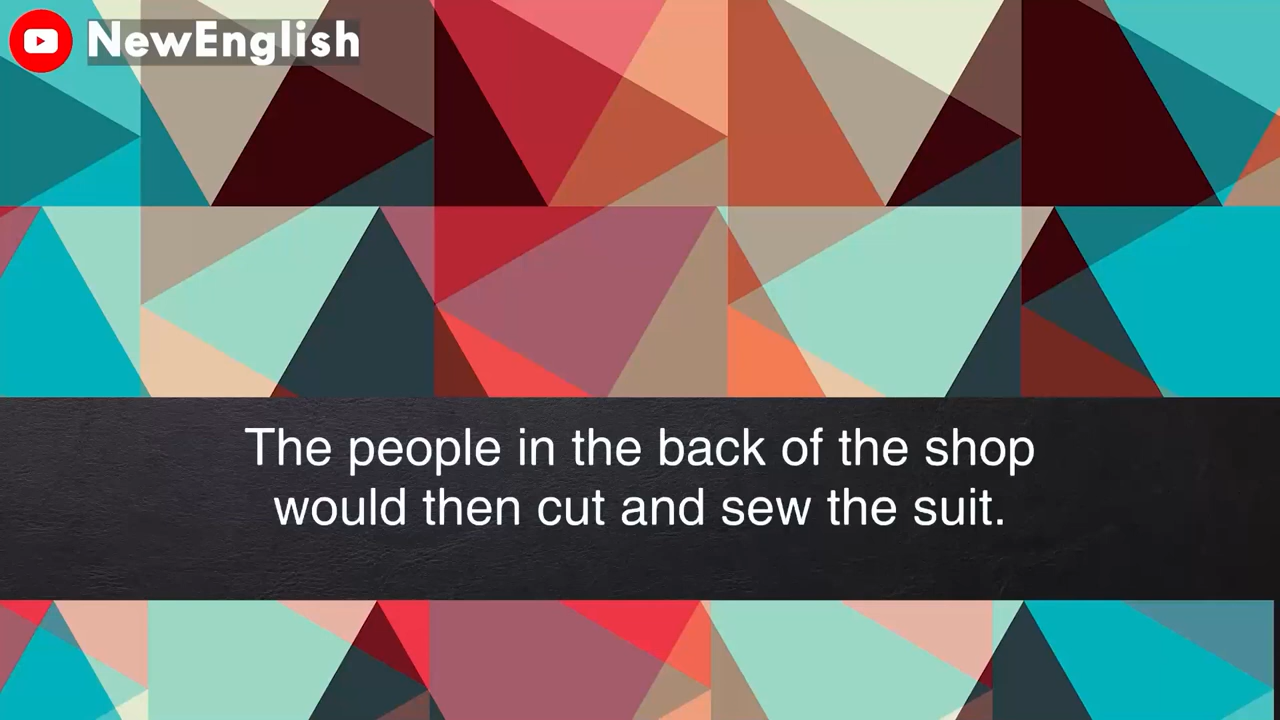 NewEnglish
The people in the back of the shop
would then cut and sew the suit.